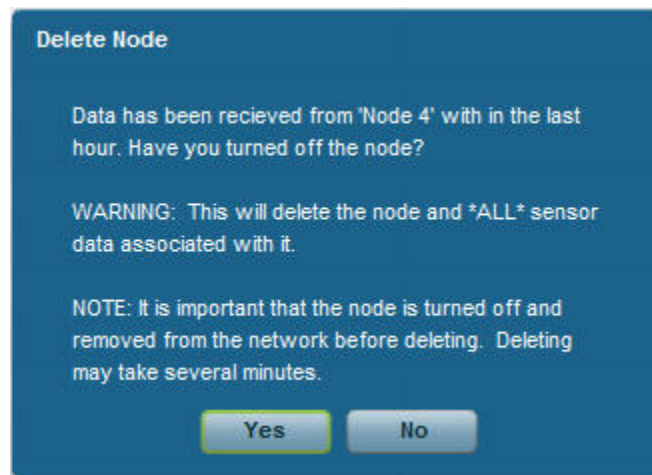 Delete Node
Data has been recieved from 'Node 4' with in the last
hour. Have you turned off the node?
WARNING:  This will delete the node and *ALL* sensor
data associated with it.
NOTE: It is important that the node is turned off and
removed from the network before deleting.  Deleting
may take several minutes.
Yes No